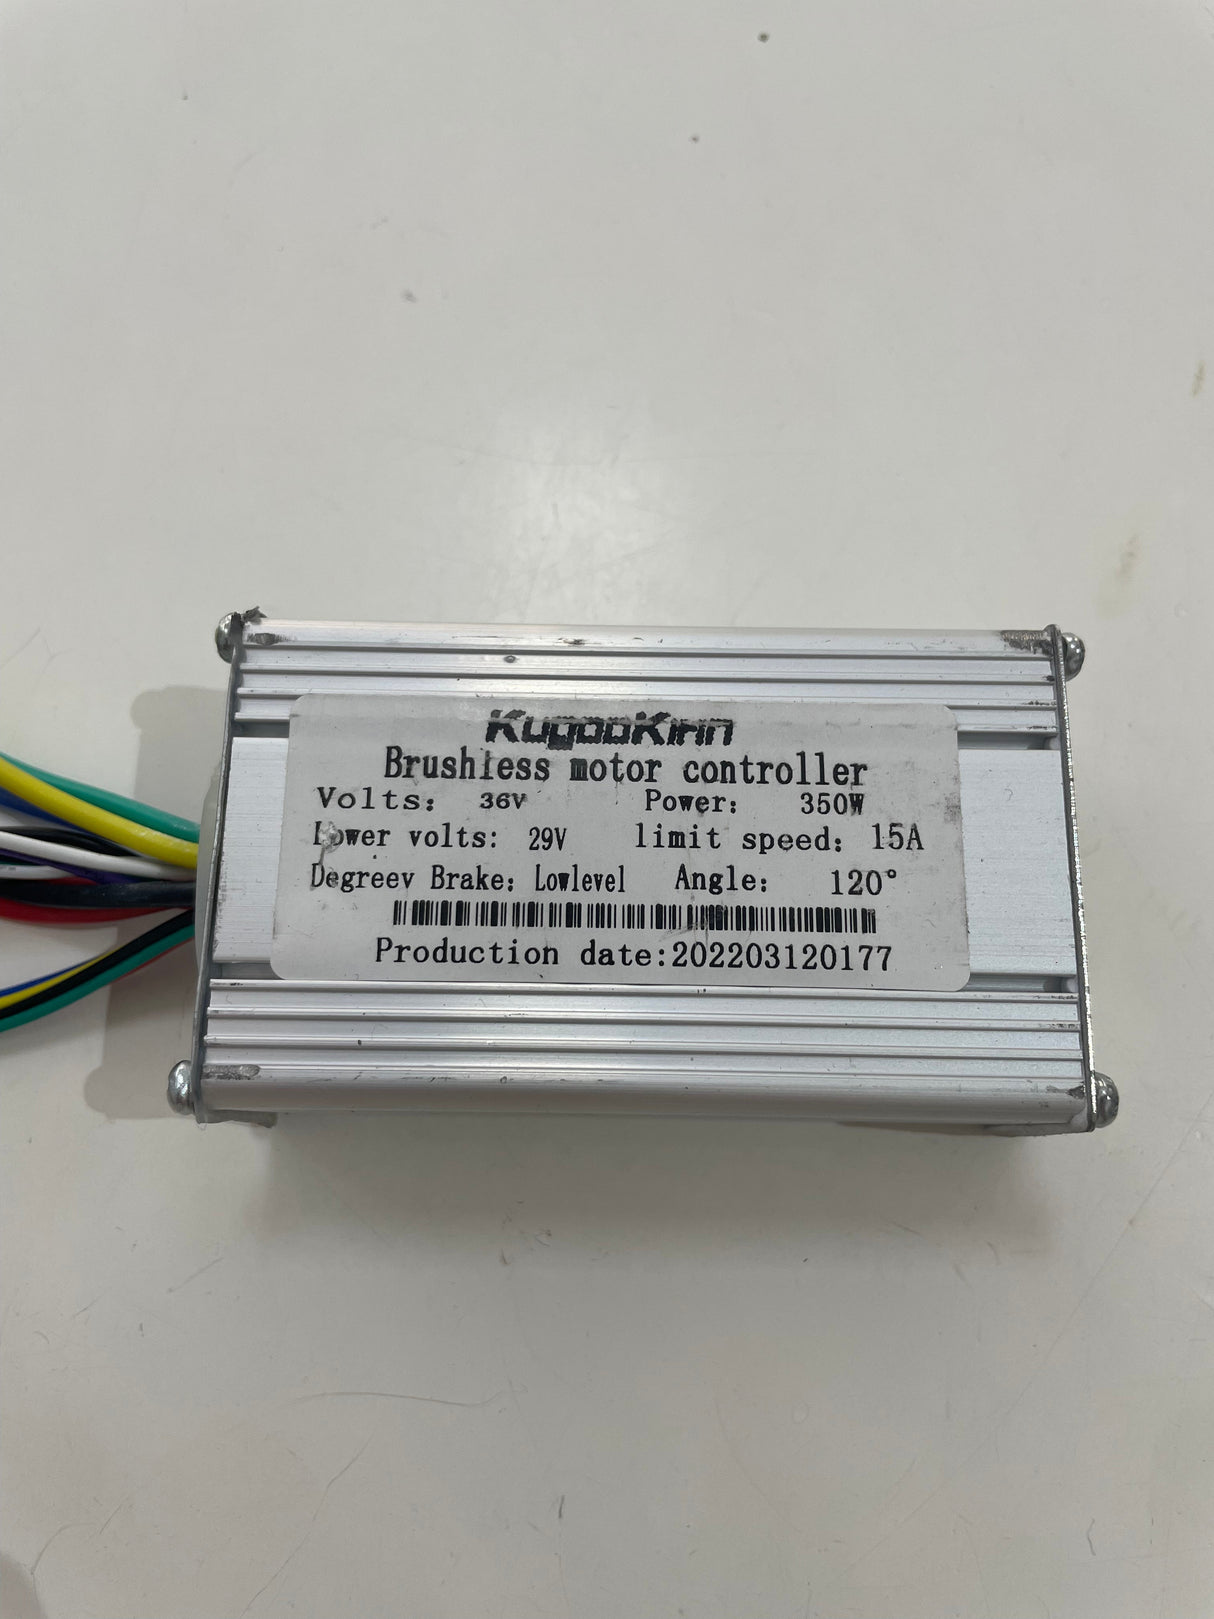 KugooKirin
Brushless motor controller
Volts: 36V Power: 350W
Lower volts: 29V limit speed: 15A
Degreev Brake: Lowlevel Angle: 120°
Production date:202203120177